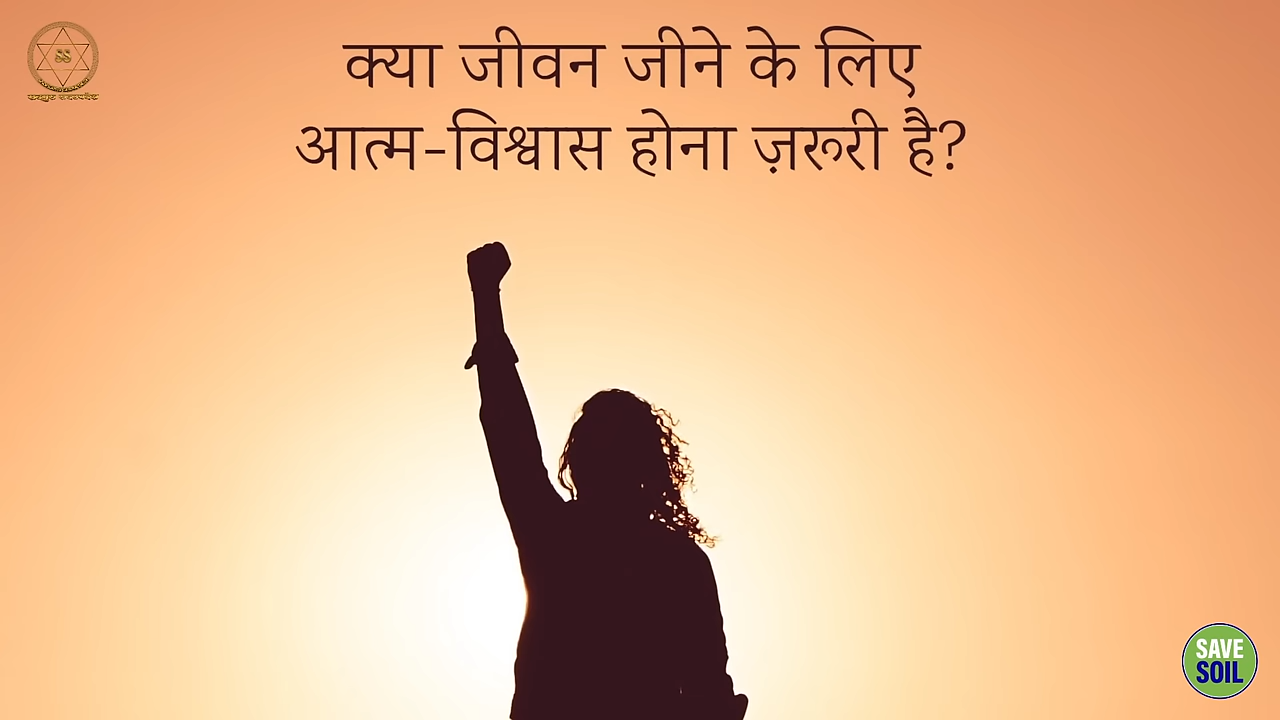 क्या जीवन जीने के लिए
आत्म-विश्वास होना ज़रूरी है?
SAVE
SOIL